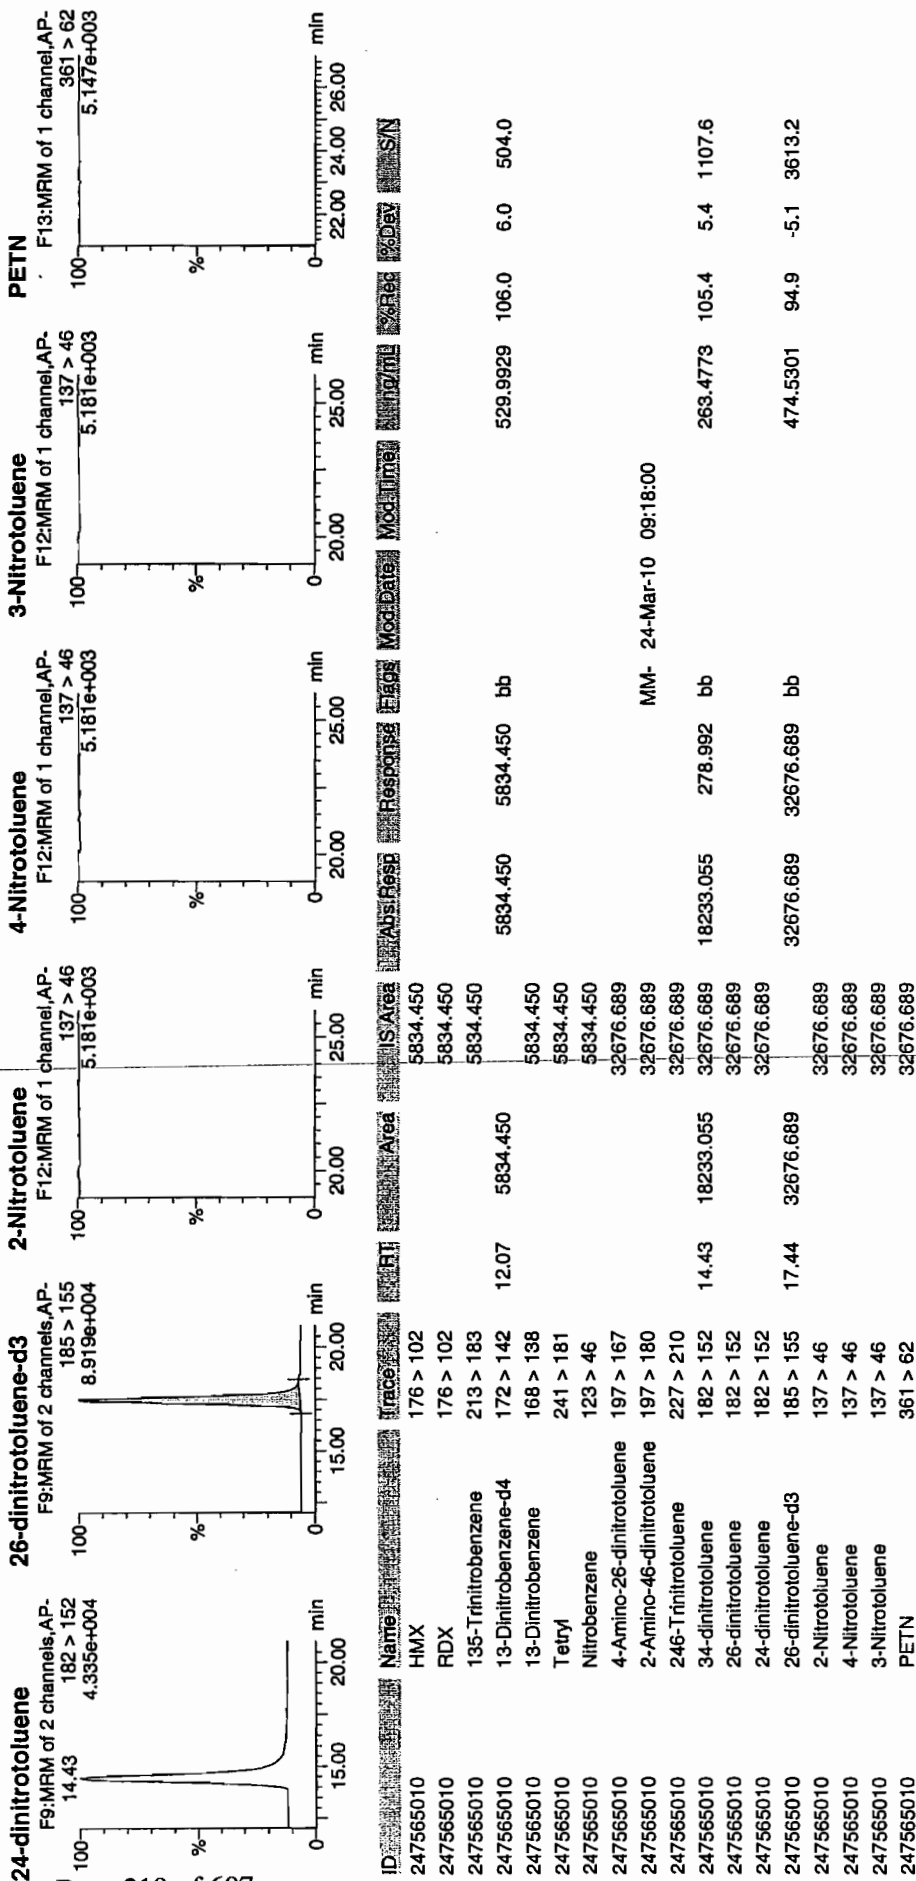 24-dinitrotoluene
F9:MRM of 2 channels,AP-
14.43
182 > 152
4.335e+004
100
%
0
15.00
20.00
min
26-dinitrotoluene-d3
F9:MRM of 2 channels,AP-
185 > 155
8.919e+004
100
%
0
15.00
20.00
min
2-Nitrotoluene
F12:MRM of 1 channel,AP-
137 > 46
5.181e+003
100
%
0
20.00
25.00
min
4-Nitrotoluene
F12:MRM of 1 channel,AP-
137 > 46
5.181e+003
100
%
0
20.00
25.00
min
3-Nitrotoluene
F12:MRM of 1 channel,AP-
137 > 46
5.181e+003
100
%
0
20.00
25.00
min
PETN
F13:MRM of 1 channel,AP-
361 > 62
5.147e+003
100
%
0
22.00
24.00
26.00
min
ID Name Trace RT Area IS Area Abs.Resp Response Flags Mod.Date Mod.Time ng/mL %Rec %Dev S/N
247565010 HMX 176 > 102 5834.450
247565010 RDX 176 > 102 5834.450
247565010 135-Trinitrobenzene 213 > 183 5834.450
247565010 13-Dinitrobenzene-d4 172 > 142 12.07 5834.450 5834.450 5834.450 bb 529.9929 106.0 6.0 504.0
247565010 13-Dinitrobenzene 168 > 138 5834.450
247565010 Tetryl 241 > 181 5834.450
247565010 Nitrobenzene 123 > 46 5834.450
247565010 4-Amino-26-dinitrotoluene 197 > 167 32676.689
247565010 2-Amino-46-dinitrotoluene 197 > 180 32676.689 MM- 24-Mar-10 09:18:00
247565010 246-Trinitrotoluene 227 > 210 32676.689
247565010 34-dinitrotoluene 182 > 152 14.43 18233.055 32676.689 18233.055 278.992 bb 263.4773 105.4 5.4 1107.6
247565010 26-dinitrotoluene 182 > 152 32676.689
247565010 24-dinitrotoluene 182 > 152 32676.689
247565010 26-dinitrotoluene-d3 185 > 155 17.44 32676.689 32676.689 32676.689 bb 474.5301 94.9 -5.1 3613.2
247565010 2-Nitrotoluene 137 > 46 32676.689
247565010 4-Nitrotoluene 137 > 46 32676.689
247565010 3-Nitrotoluene 137 > 46 32676.689
247565010 PETN 361 > 62 32676.689